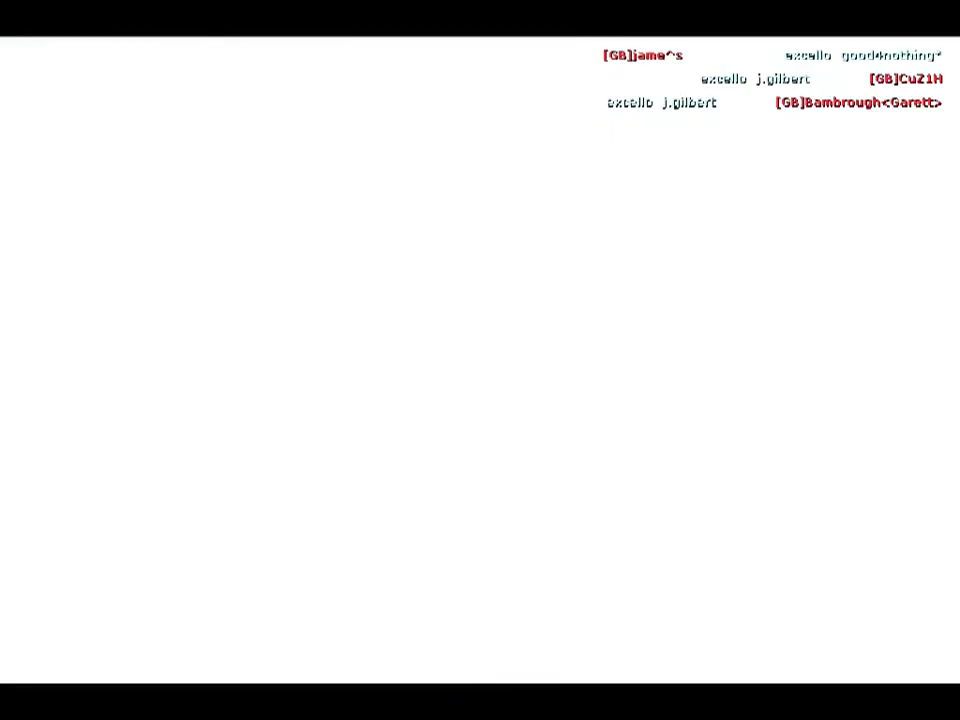 [GB]jame^s excello good4nothing*
excello j.gilbert [GB]CuZ1H
excello j.gilbert [GB]Bambrough<Garett>